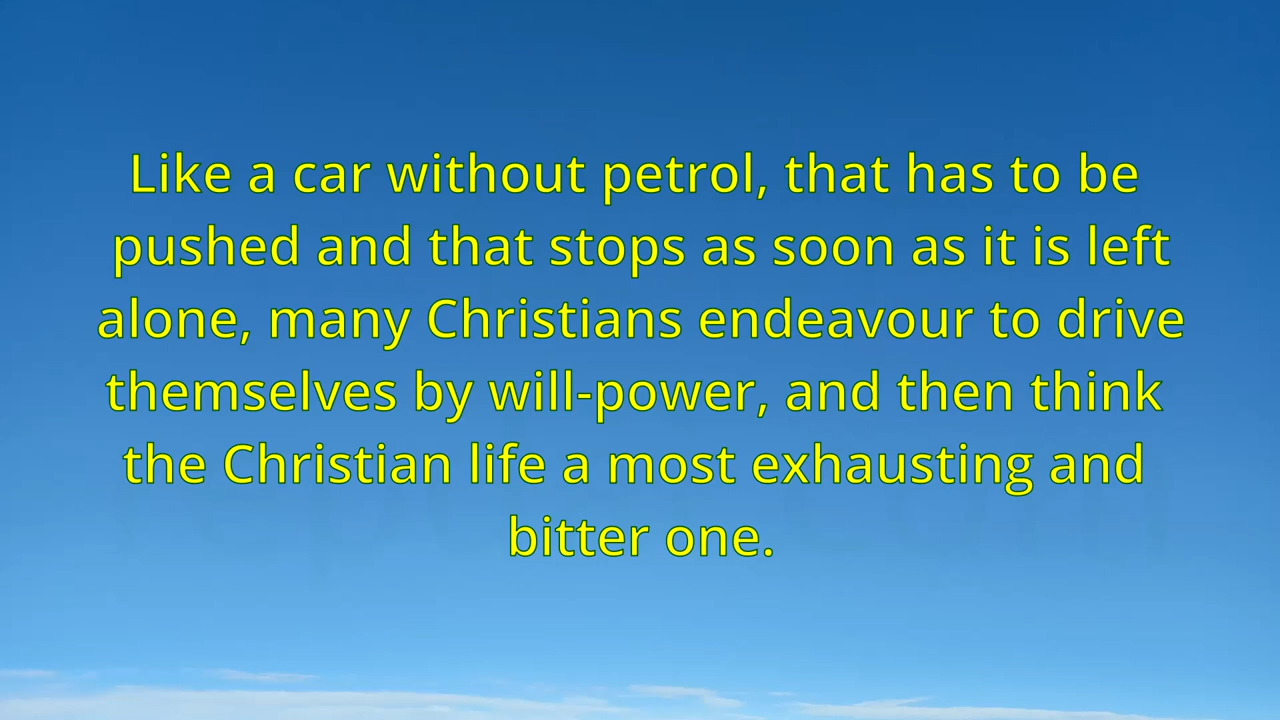 Like a car without petrol, that has to be
pushed and that stops as soon as it is left
alone, many Christians endeavour to drive
themselves by will-power, and then think
the Christian life a most exhausting and
bitter one.